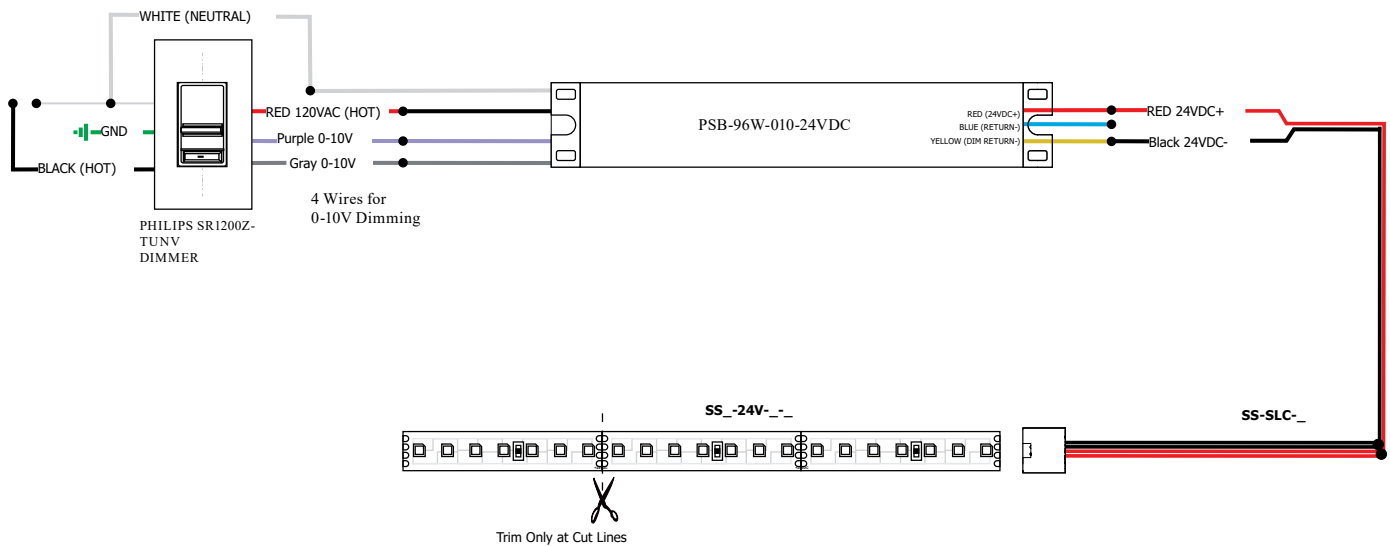 WHITE (NEUTRAL)
RED 120VAC (HOT)
GND
Purple 0-10V
BLACK (HOT)
Gray 0-10V
4 Wires for
0-10V Dimming
PHILIPS SR1200Z-
TUNV
DIMMER
PSB-96W-010-24VDC
RED (24VDC+)
BLUE (RETURN-)
YELLOW (DIM RETURN-)
RED 24VDC+
Black 24VDC-
SS_-24V-_-_
SS-SLC-_
Trim Only at Cut Lines